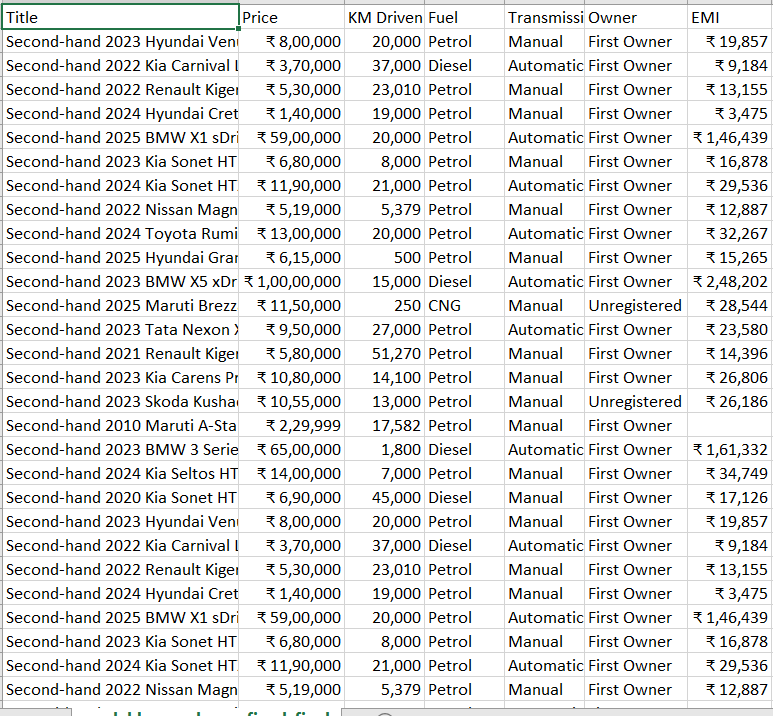 Title Price KM Driven Fuel Transmissi Owner EMI
Second-hand 2023 Hyundai Ven ₹ 8,00,000 20,000 Petrol Manual First Owner ₹ 19,857
Second-hand 2022 Kia Carnival L ₹ 3,70,000 37,000 Diesel Automatic First Owner ₹ 9,184
Second-hand 2022 Renault Kiger ₹ 5,30,000 23,010 Petrol Manual First Owner ₹ 13,155
Second-hand 2024 Hyundai Cret ₹ 1,40,000 19,000 Petrol Manual First Owner ₹ 3,475
Second-hand 2025 BMW X1 sDri ₹ 59,00,000 20,000 Petrol Automatic First Owner ₹ 1,46,439
Second-hand 2023 Kia Sonet HT ₹ 6,80,000 8,000 Petrol Manual First Owner ₹ 16,878
Second-hand 2024 Kia Sonet HT ₹ 11,90,000 21,000 Petrol Automatic First Owner ₹ 29,536
Second-hand 2022 Nissan Magn ₹ 5,19,000 5,379 Petrol Manual First Owner ₹ 12,887
Second-hand 2024 Toyota Rumi ₹ 13,00,000 20,000 Petrol Automatic First Owner ₹ 32,267
Second-hand 2025 Hyundai Gran ₹ 6,15,000 500 Petrol Manual First Owner ₹ 15,265
Second-hand 2023 BMW X5 xDr ₹ 1,00,00,000 15,000 Diesel Automatic First Owner ₹ 2,48,202
Second-hand 2025 Maruti Brezz ₹ 11,50,000 250 CNG Manual Unregistered ₹ 28,544
Second-hand 2023 Tata Nexon X ₹ 9,50,000 27,000 Petrol Automatic First Owner ₹ 23,580
Second-hand 2021 Renault Kiger ₹ 5,80,000 51,270 Petrol Manual First Owner ₹ 14,396
Second-hand 2023 Kia Carens Pr ₹ 10,80,000 14,100 Petrol Manual First Owner ₹ 26,806
Second-hand 2023 Skoda Kusha ₹ 10,55,000 13,000 Petrol Manual Unregistered ₹ 26,186
Second-hand 2010 Maruti A-Sta ₹ 2,29,999 17,582 Petrol Manual First Owner
Second-hand 2023 BMW 3 Serie ₹ 65,00,000 1,800 Diesel Automatic First Owner ₹ 1,61,332
Second-hand 2024 Kia Seltos HT ₹ 14,00,000 7,000 Petrol Manual First Owner ₹ 34,749
Second-hand 2020 Kia Sonet HT ₹ 6,90,000 45,000 Diesel Manual First Owner ₹ 17,126
Second-hand 2023 Hyundai Ven ₹ 8,00,000 20,000 Petrol Manual First Owner ₹ 19,857
Second-hand 2022 Kia Carnival L ₹ 3,70,000 37,000 Diesel Automatic First Owner ₹ 9,184
Second-hand 2022 Renault Kiger ₹ 5,30,000 23,010 Petrol Manual First Owner ₹ 13,155
Second-hand 2024 Hyundai Cret ₹ 1,40,000 19,000 Petrol Manual First Owner ₹ 3,475
Second-hand 2025 BMW X1 sDri ₹ 59,00,000 20,000 Petrol Automatic First Owner ₹ 1,46,439
Second-hand 2023 Kia Sonet HT ₹ 6,80,000 8,000 Petrol Manual First Owner ₹ 16,878
Second-hand 2024 Kia Sonet HT ₹ 11,90,000 21,000 Petrol Automatic First Owner ₹ 29,536
Second-hand 2022 Nissan Magn ₹ 5,19,000 5,379 Petrol Manual First Owner ₹ 12,887